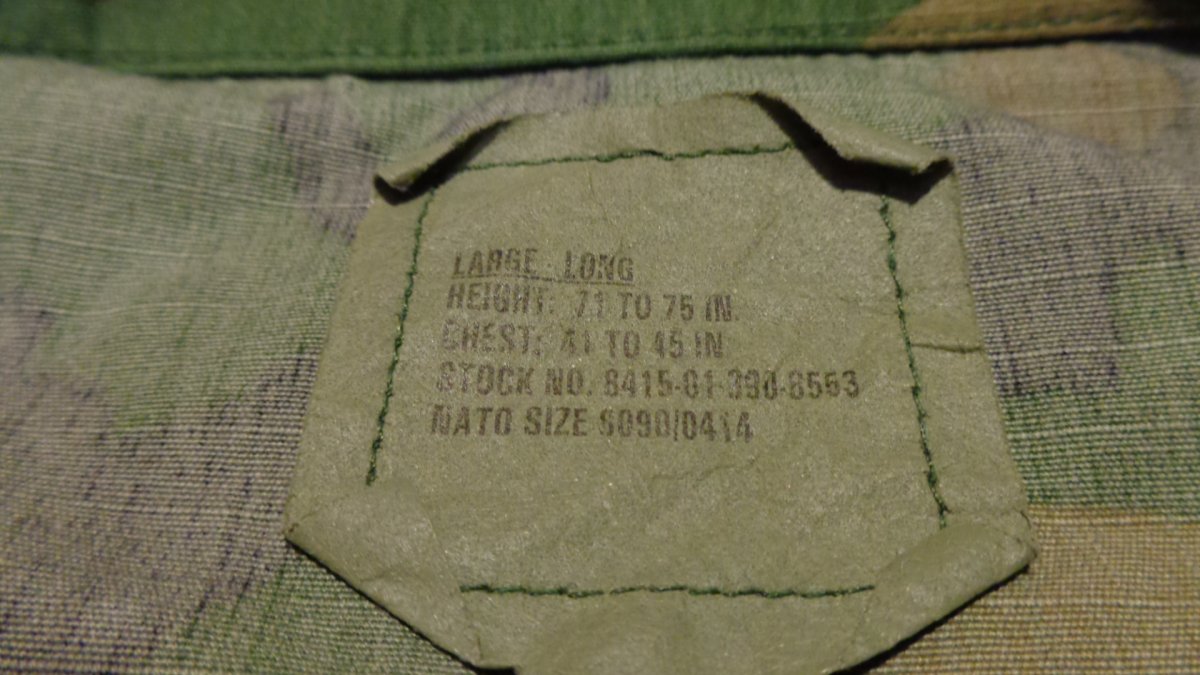 LARGE - LONG
HEIGHT: 71 TO 75 IN.
CHEST: 41 TO 45 IN
STOCK NO. 8415-01-390-8553
NATO SIZE 8090/0414